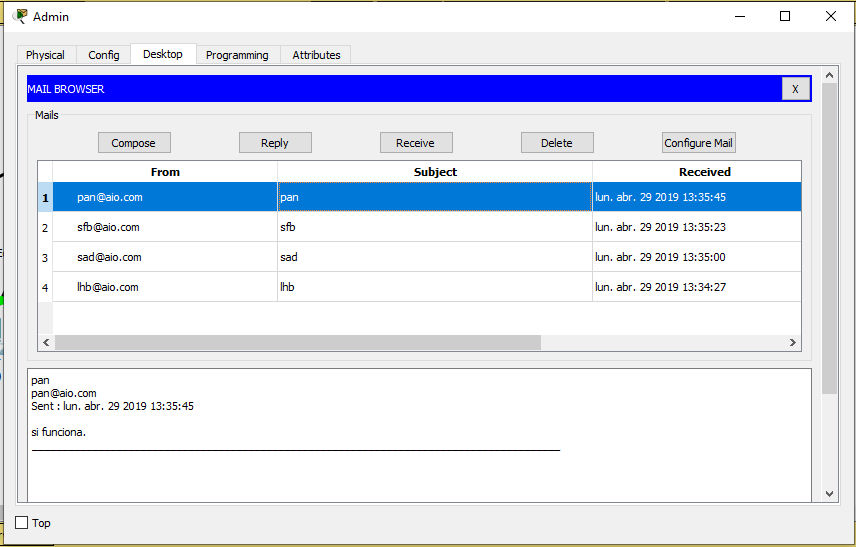 Admin
Physical Config Desktop Programming Attributes
MAIL BROWSER X
Mails
Compose Reply Receive Delete Configure Mail
From Subject Received
1 pan@aio.com pan lun. abr. 29 2019 13:35:45
2 sfb@aio.com sfb lun. abr. 29 2019 13:35:23
3 sad@aio.com sad lun. abr. 29 2019 13:35:00
4 lhb@aio.com lhb lun. abr. 29 2019 13:34:27
pan
pan@aio.com
Sent : lun. abr. 29 2019 13:35:45
si funciona.
Top